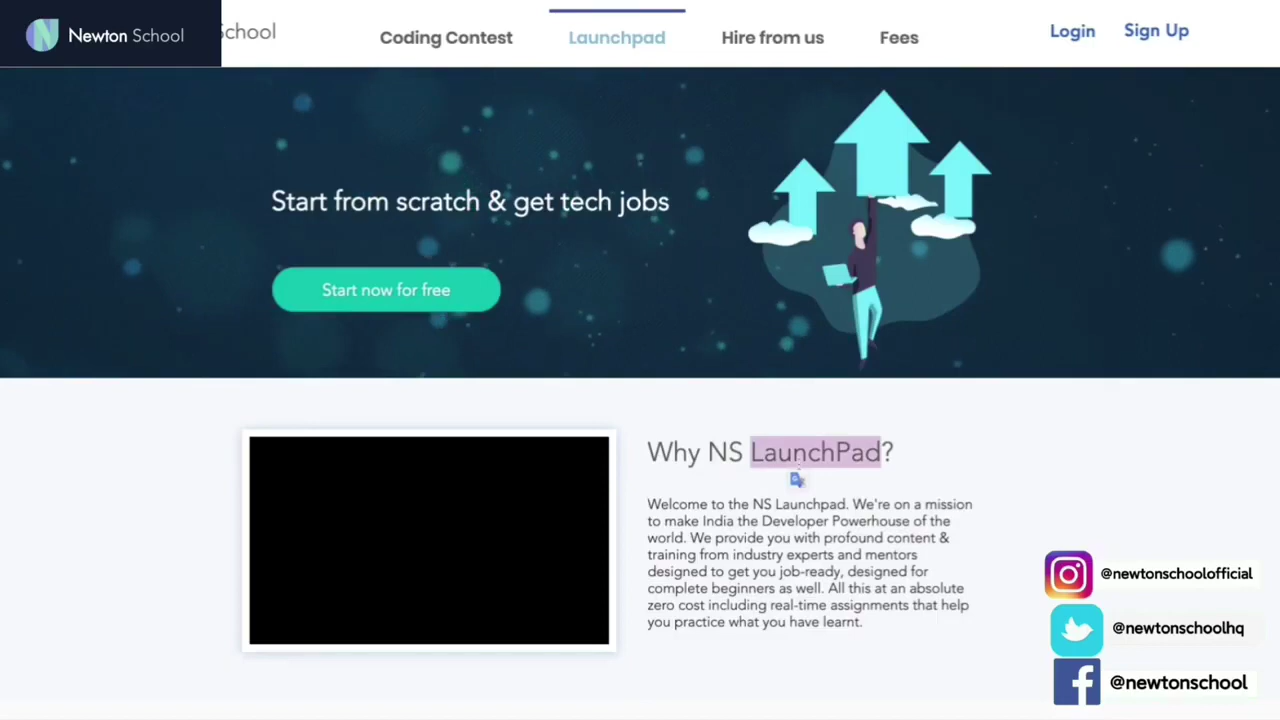 Newton School
School
Coding Contest
Launchpad
Hire from us
Fees
Login
Sign Up
Start from scratch & get tech jobs
Start now for free
Why NS LaunchPad?
Welcome to the NS Launchpad. We're on a mission
to make India the Developer Powerhouse of the
world. We provide you with profound content &
training from industry experts and mentors
designed to get you job-ready, designed for
complete beginners as well. All this at an absolute
zero cost including real-time assignments that help
you practice what you have learnt.
@newtonschoolofficial
@newtonschoolhq
@newtonschool